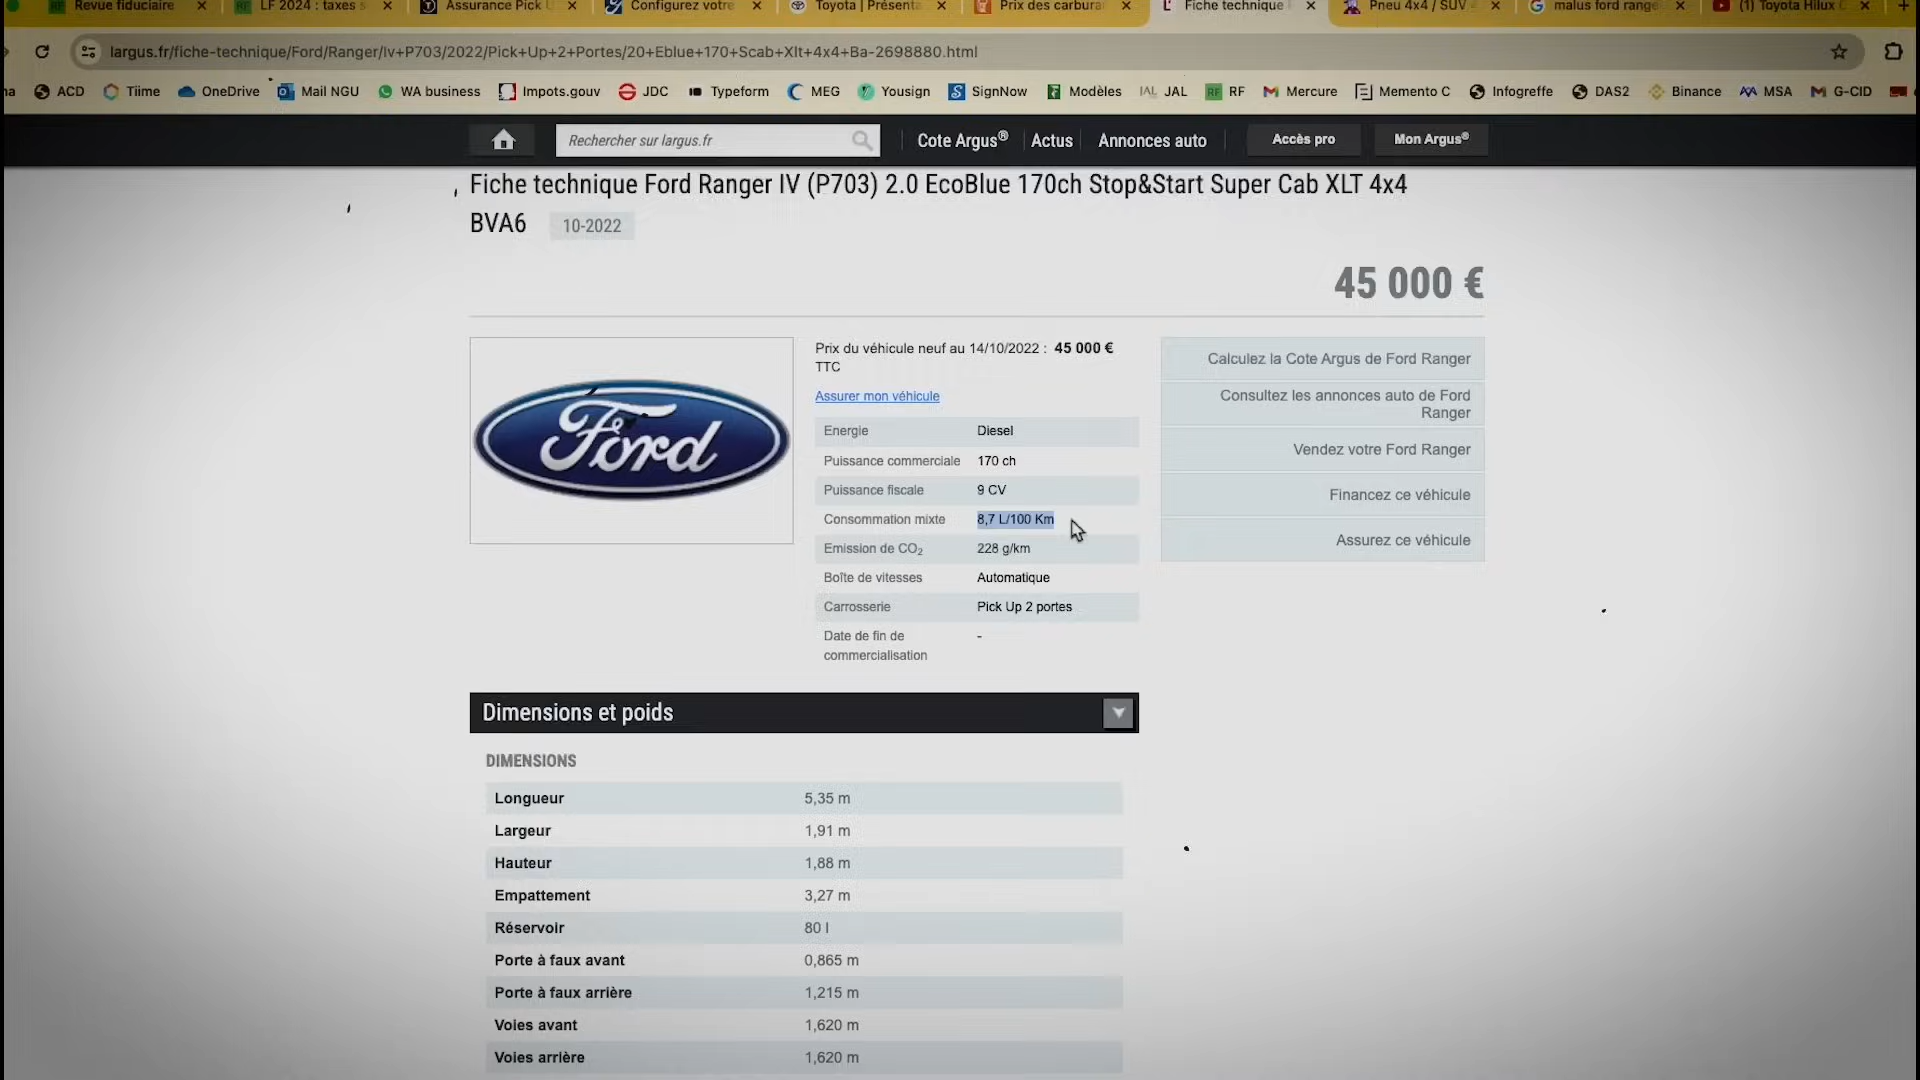 Revue fiduciaire
LF 2024 : taxes
Assurance Pick
Configurez votre
Toyota | Présenta
Prix des carburan
Fiche technique
Pneu 4x4 / SUV
malus ford range
(1) Toyota Hilux
largus.fr/fiche-technique/Ford/Ranger/Iv+P703/2022/Pick+Up+2+Portes/20+Eblue+170+Scab+Xlt+4x4+Ba-2698880.html
ACD
Tiime
OneDrive
Mail NGU
WA business
Impots.gouv
JDC
Typeform
MEG
Yousign
SignNow
Modèles
JAL
RF
Mercure
Memento C
Infogreffe
DAS2
Binance
MSA
G-CID
Rechercher sur largus.fr
Cote Argus®
Actus
Annonces auto
Accès pro
Mon Argus®
Fiche technique Ford Ranger IV (P703) 2.0 EcoBlue 170ch Stop&Start Super Cab XLT 4x4
BVA6 10-2022
45 000 €
Ford
Prix du véhicule neuf au 14/10/2022 : 45 000 €
TTC
Assurer mon véhicule
Energie Diesel
Puissance commerciale 170 ch
Puissance fiscale 9 CV
Consommation mixte 8,7 L/100 Km
Emission de CO2 228 g/km
Boîte de vitesses Automatique
Carrosserie Pick Up 2 portes
Date de fin de -
commercialisation
Calculez la Cote Argus de Ford Ranger
Consultez les annonces auto de Ford
Ranger
Vendez votre Ford Ranger
Financez ce véhicule
Assurez ce véhicule
Dimensions et poids
DIMENSIONS
Longueur 5,35 m
Largeur 1,91 m
Hauteur 1,88 m
Empattement 3,27 m
Réservoir 80 l
Porte à faux avant 0,865 m
Porte à faux arrière 1,215 m
Voies avant 1,620 m
Voies arrière 1,620 m